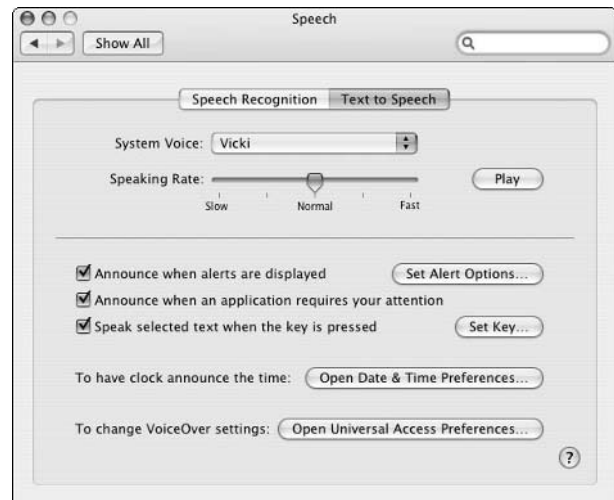 Speech
Show All
Speech Recognition Text to Speech
System Voice: Vicki
Speaking Rate:
Play
Slow Normal Fast
Announce when alerts are displayed Set Alert Options...
Announce when an application requires your attention
Speak selected text when the key is pressed Set Key...
To have clock announce the time: Open Date & Time Preferences...
To change VoiceOver settings: Open Universal Access Preferences...
?